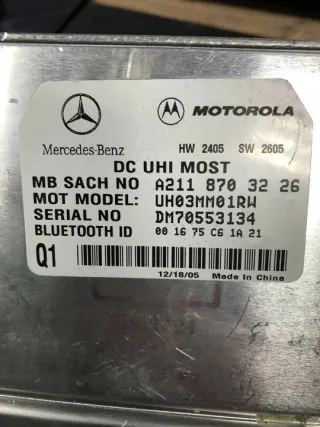 MOTOROLA
Mercedes-Benz
HW 2405 SW 2605
DC UHI MOST
MB SACH NO A211 870 32 26
MOT MODEL: UH03MM01RW
SERIAL NO DM70553134
BLUETOOTH ID 00 16 75 C6 1A 21
Q1
12/18/05 Made In China